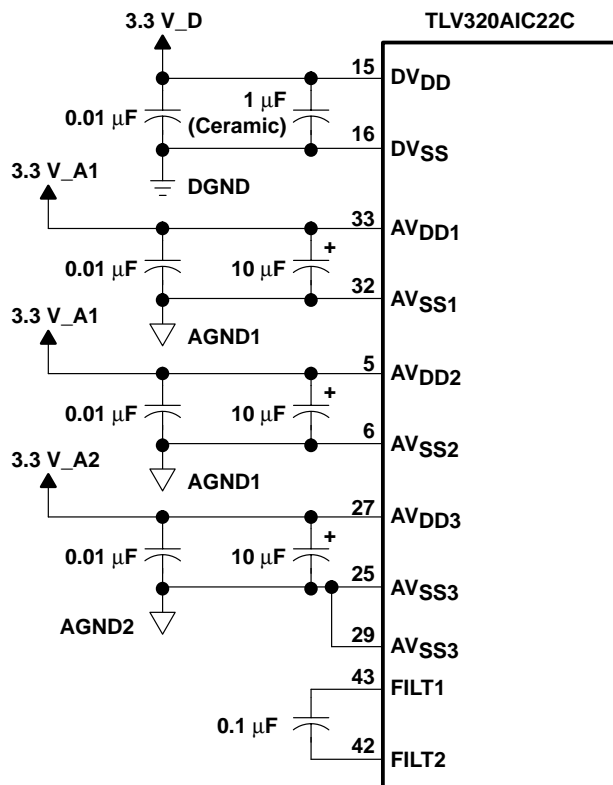 3.3 V_D
TLV320AIC22C
15
DVDD
0.01 μF
1 μF
(Ceramic)
16
DVSS
DGND
3.3 V_A1
33
AVDD1
0.01 μF
10 μF
+
32
AVSS1
AGND1
3.3 V_A1
5
AVDD2
0.01 μF
10 μF
+
6
AVSS2
AGND1
3.3 V_A2
27
AVDD3
0.01 μF
10 μF
+
25
AVSS3
AGND2
29
AVSS3
43
FILT1
0.1 μF
42
FILT2